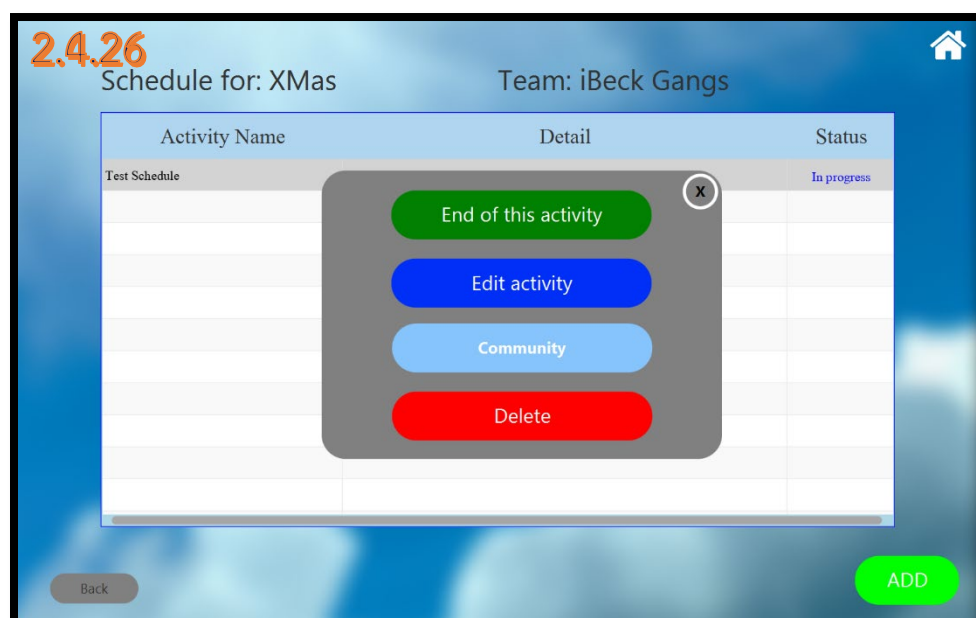 2.4.26
Schedule for: XMas Team: iBeck Gangs
Activity Name Detail Status
Test Schedule In progress
X
End of this activity
Edit activity
Community
Delete
Back
ADD